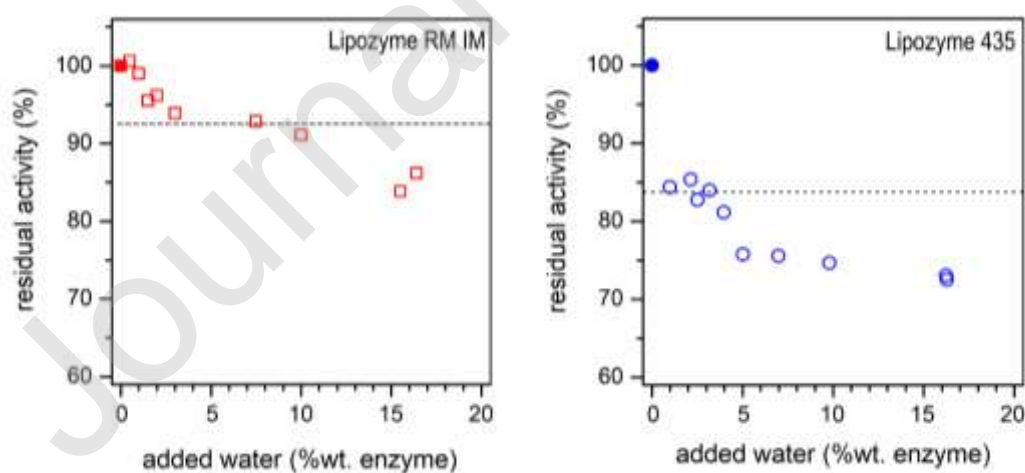 Lipozyme RM IM
100
90
80
70
60
residual activity (%)
0 5 10 15 20
added water (%wt. enzyme)
Lipozyme 435
100
90
80
70
60
residual activity (%)
0 5 10 15 20
added water (%wt. enzyme)
Journa